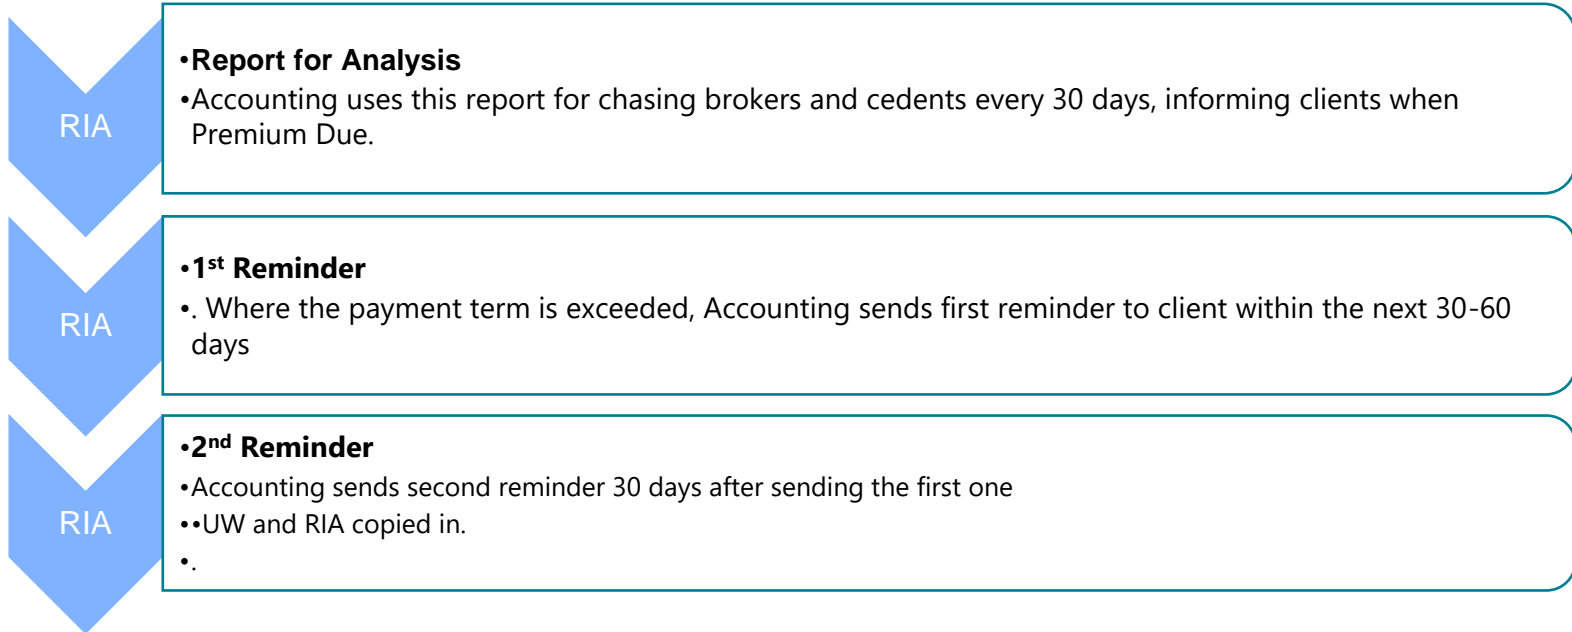 RIA
•Report for Analysis
•Accounting uses this report for chasing brokers and cedents every 30 days, informing clients when
Premium Due.
RIA
•1st Reminder
•. Where the payment term is exceeded, Accounting sends first reminder to client within the next 30-60
days
RIA
•2nd Reminder
•Accounting sends second reminder 30 days after sending the first one
••UW and RIA copied in.
•.